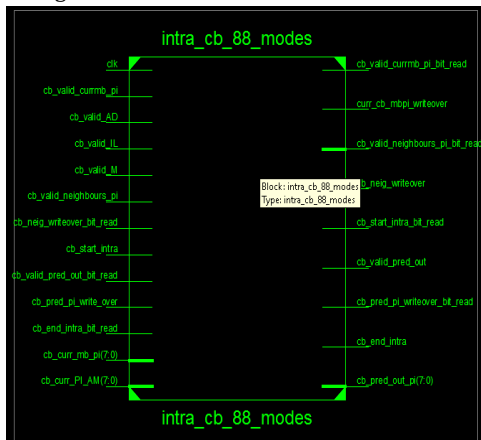 intra_cb_88_modes
clk
cb_valid_currmb_pi
cb_valid_AD
cb_valid_IL
cb_valid_M
cb_valid_neighbours_pi
cb_neig_writeover_bit_read
cb_start_intra
cb_valid_pred_out_bit_read
cb_pred_pi_write_over
cb_end_intra_bit_read
cb_curr_mb_pi(7:0)
cb_curr_PI_AM(7:0)
cb_valid_currmb_pi_bit_read
curr_cb_mbpi_writeover
cb_valid_neighbours_pi_bit_read
cb_neig_writeover
Block: intra_cb_88_modes
Type: intra_cb_88_modes
cb_start_intra_bit_read
cb_valid_pred_out
cb_pred_pi_writeover_bit_read
cb_end_intra
cb_pred_out_pi(7:0)
intra_cb_88_modes